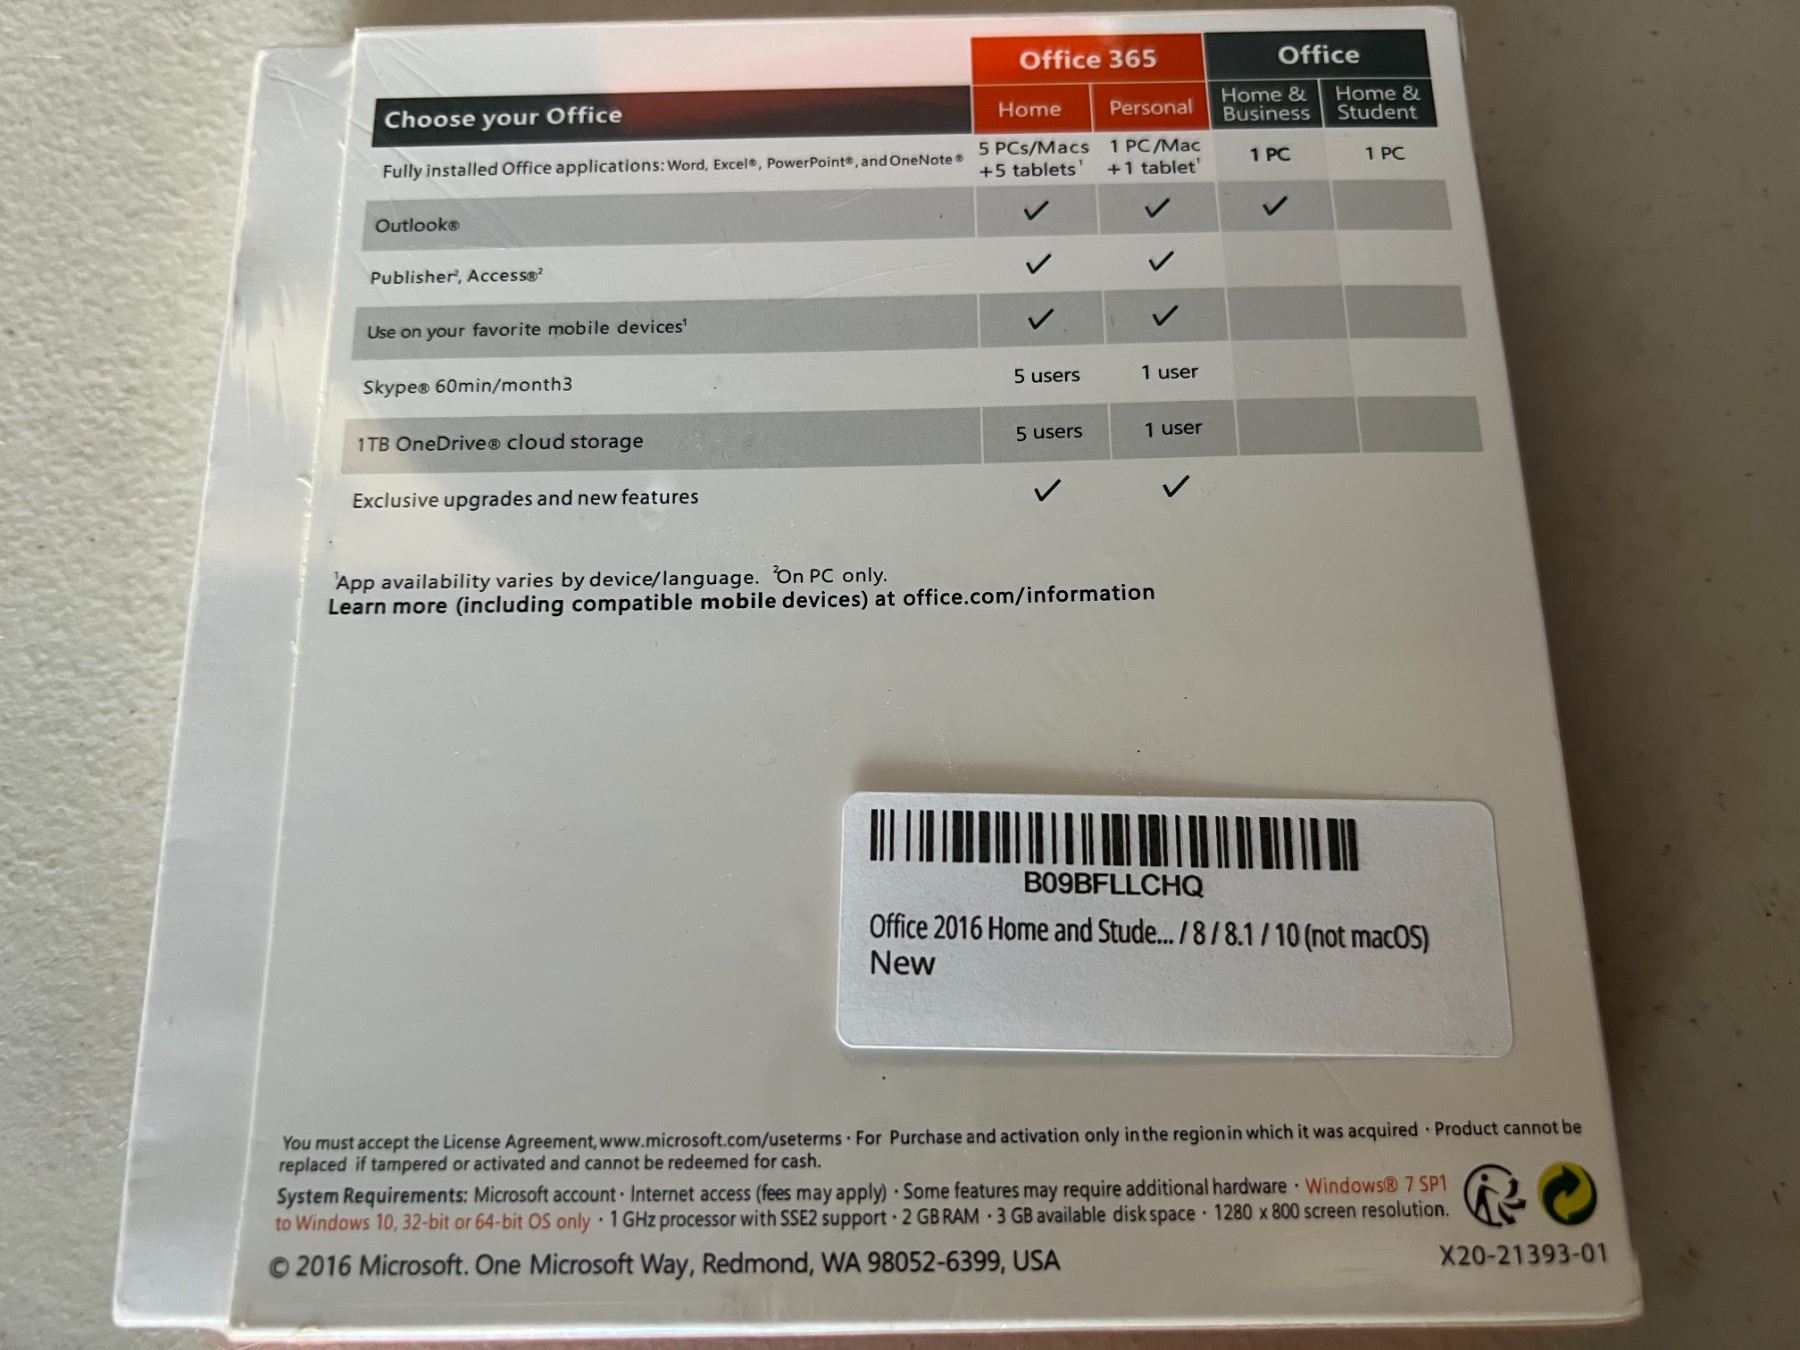 Office 365 Office
Choose your Office Home Personal Home & Business Home & Student
Fully installed Office applications: Word, Excel®, PowerPoint®, and OneNote® 5 PCs/Macs +5 tablets¹ 1 PC/Mac +1 tablet¹ 1 PC 1 PC
Outlook® ✓ ✓ ✓
Publisher², Access®² ✓ ✓
Use on your favorite mobile devices¹ ✓ ✓
Skype® 60min/month3 5 users 1 user
1TB OneDrive® cloud storage 5 users 1 user
Exclusive upgrades and new features ✓ ✓
¹App availability varies by device/language. ²On PC only.
Learn more (including compatible mobile devices) at office.com/information
B09BFLLCHQ
Office 2016 Home and Stude... / 8 / 8.1 / 10 (not macOS)
New
You must accept the License Agreement, www.microsoft.com/useterms · For Purchase and activation only in the region in which it was acquired · Product cannot be
replaced if tampered or activated and cannot be redeemed for cash.
System Requirements: Microsoft account · Internet access (fees may apply) · Some features may require additional hardware · Windows® 7 SP1
to Windows 10, 32-bit or 64-bit OS only · 1 GHz processor with SSE2 support · 2 GB RAM · 3 GB available disk space · 1280 x 800 screen resolution.
© 2016 Microsoft. One Microsoft Way, Redmond, WA 98052-6399, USA
X20-21393-01